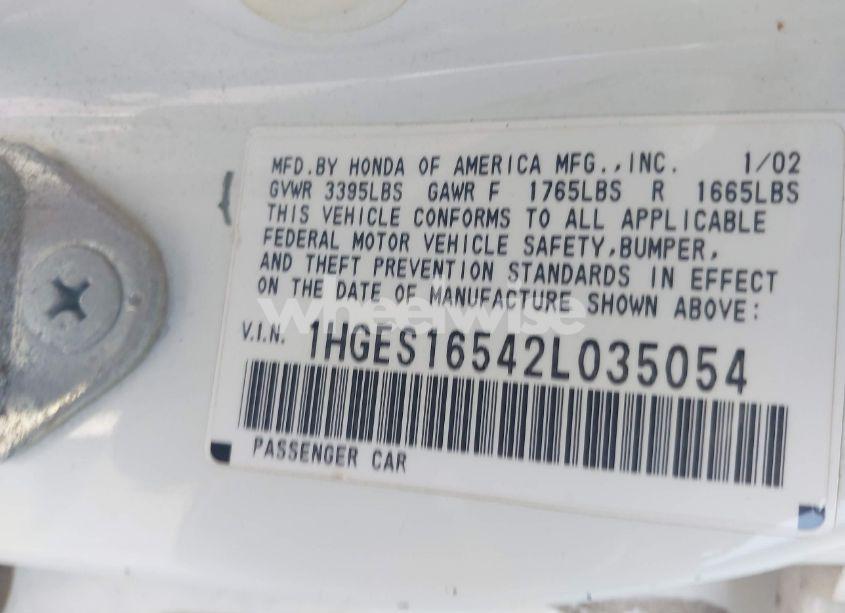 MFD.BY HONDA OF AMERICA MFG.,INC. 1/02
GVWR 3395LBS GAWR F 1765LBS R 1665LBS
THIS VEHICLE CONFORMS TO ALL APPLICABLE
FEDERAL MOTOR VEHICLE SAFETY,BUMPER,
AND THEFT PREVENTION STANDARDS IN EFFECT
ON THE DATE OF MANUFACTURE SHOWN ABOVE:
wheelwise
V.I.N. 1HGES16542L035054
PASSENGER CAR